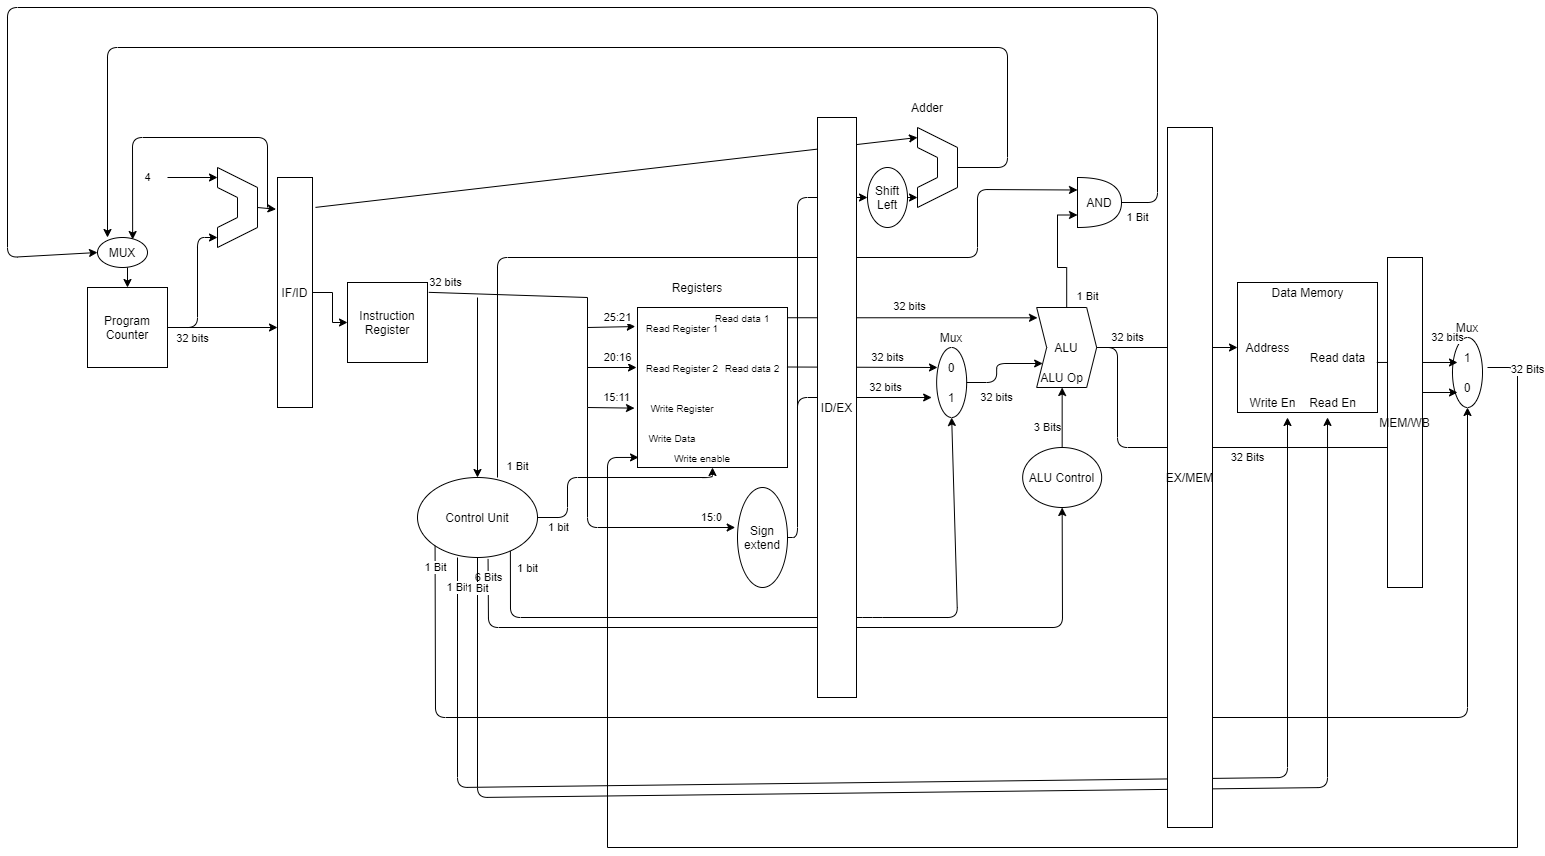 Adder
4
Shift
Left
AND
1 Bit
MUX
IF/ID
32 bits
Registers
Program
Counter
32 bits
Instruction
Register
25:21
Read Register 1
Read data 1
20:16
Read Register 2
Read data 2
15:11
Write Register
Write Data
Write enable
ID/EX
32 bits
32 bits
32 bits
Mux
0
1
32 bits
1 Bit
ALU
ALU Op
32 bits
3 Bits
ALU Control
EX/MEM
Data Memory
Address
Read data
Write En
Read En
32 Bits
MEM/WB
32 bits
Mux
1
0
32 Bits
1 Bit
Control Unit
1 bit
15:0
Sign
extend
1 Bit
1 Bit
1 Bit
6 Bits
1 bit